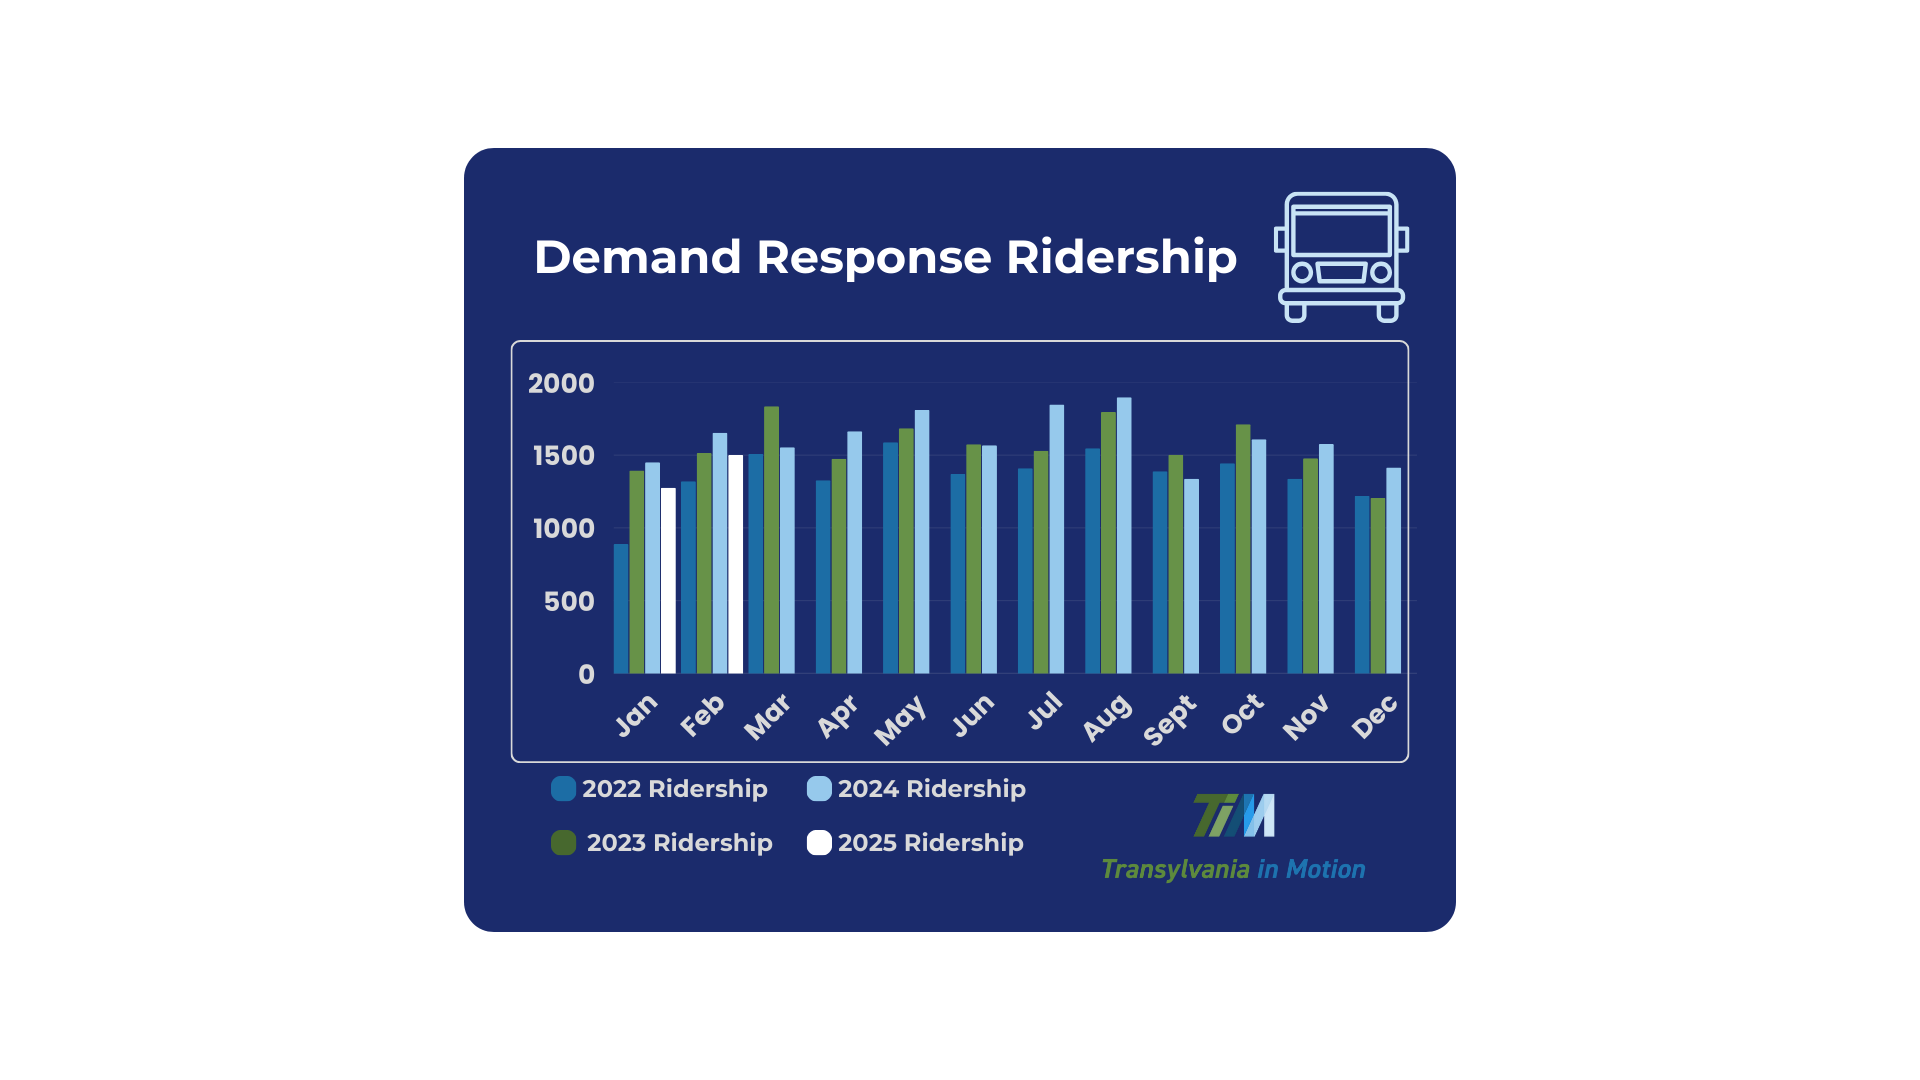 Demand Response Ridership
2000
1500
1000
500
0
Jan Feb Mar Apr May Jun Jul Aug Sept Oct Nov Dec
2022 Ridership 2024 Ridership
2023 Ridership 2025 Ridership
TiM
Transylvania in Motion